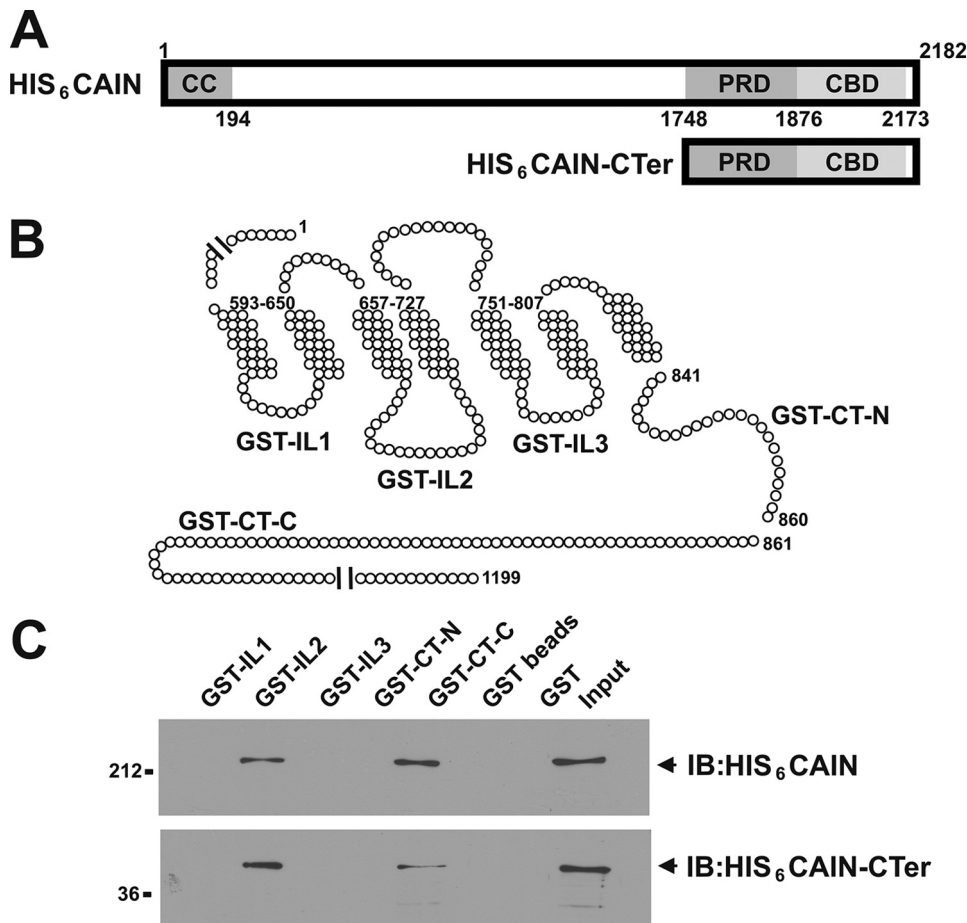 A
1
2182
HIS6CAIN
CC
PRD
CBD
194
1748
1876
2173
HIS6CAIN-CTer
PRD
CBD
B
1
593-650
657-727
751-807
841
GST-IL1
GST-IL2
GST-IL3
GST-CT-N
860
GST-CT-C
861
1199
C
GST-IL1
GST-IL2
GST-IL3
GST-CT-N
GST-CT-C
GST beads
GST
Input
212
IB:HIS6CAIN
36
IB:HIS6CAIN-CTer